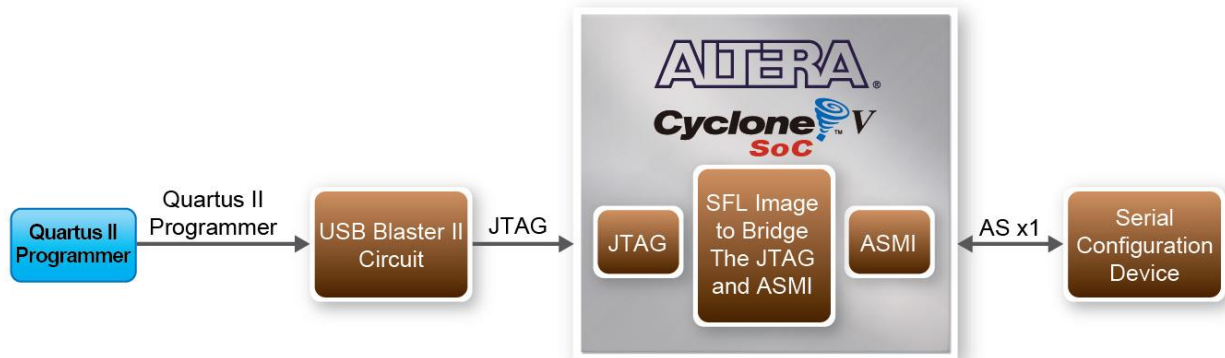 Quartus II
Programmer
Quartus II
Programmer
USB Blaster II
Circuit
JTAG
ALTERA®
Cyclone™ V
SoC
JTAG
SFL Image
to Bridge
The JTAG
and ASMI
ASMI
AS x1
Serial
Configuration
Device